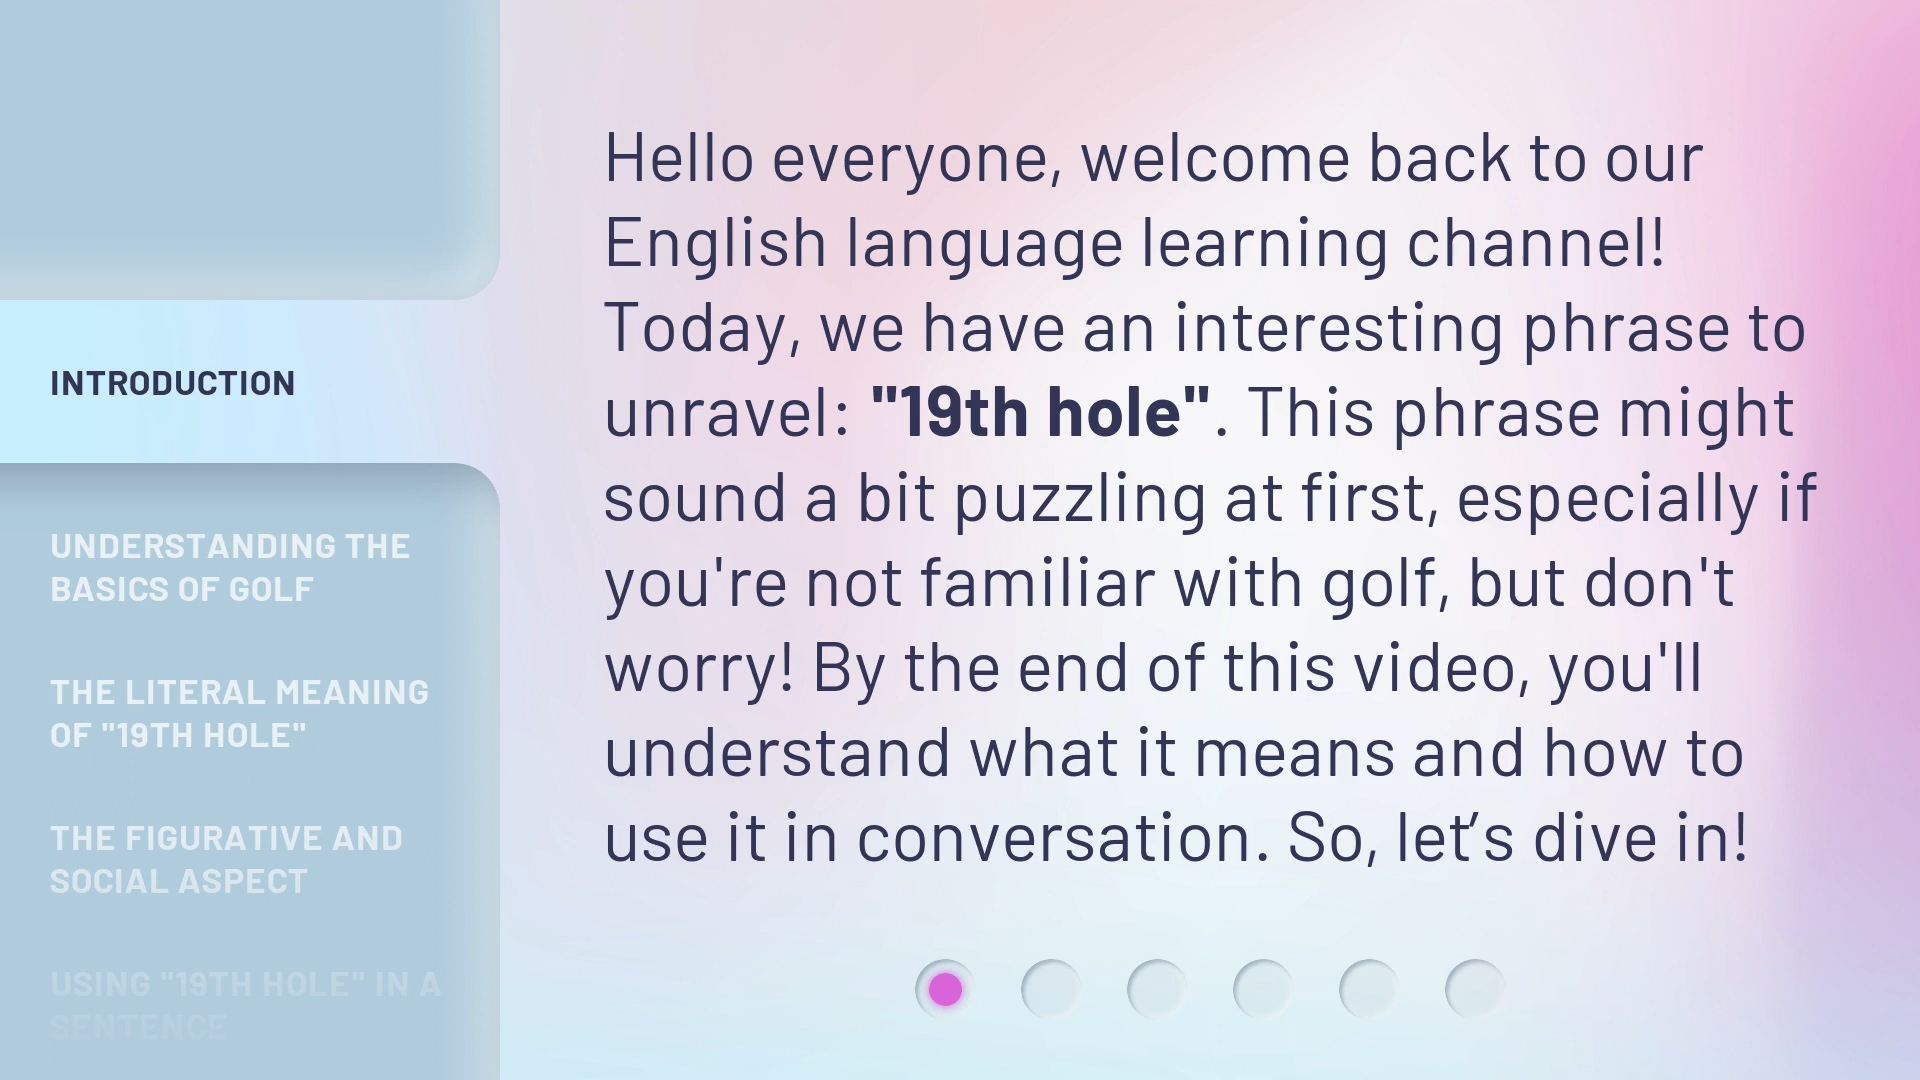 INTRODUCTION
UNDERSTANDING THE
BASICS OF GOLF
THE LITERAL MEANING
OF "19TH HOLE"
THE FIGURATIVE AND
SOCIAL ASPECT
USING "19TH HOLE" IN A
SENTENCE
Hello everyone, welcome back to our
English language learning channel!
Today, we have an interesting phrase to
unravel: "19th hole". This phrase might
sound a bit puzzling at first, especially if
you're not familiar with golf, but don't
worry! By the end of this video, you'll
understand what it means and how to
use it in conversation. So, let’s dive in!